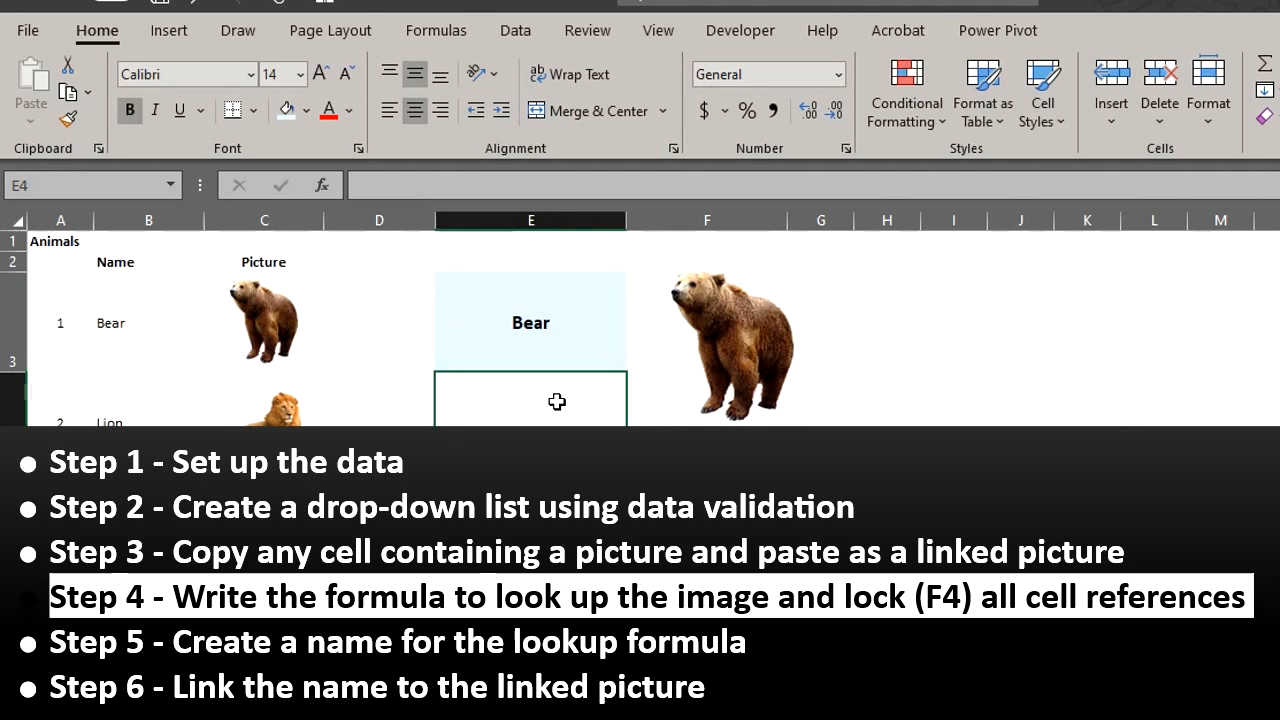 File Home Insert Draw Page Layout Formulas Data Review View Developer Help Acrobat Power Pivot
Paste
Clipboard
Calibri 14 A A
B I U A
Font
ab Wrap Text
Merge & Center
Alignment
General
$ % 9
Number
Conditional Formatting
Format as Table
Cell Styles
Styles
Insert Delete Format
Cells
E4 fx
A B C D E F G H I J K L M
1 Animals
2 Name Picture
3 1 Bear Bear
2 Lion
• Step 1 - Set up the data
• Step 2 - Create a drop-down list using data validation
• Step 3 - Copy any cell containing a picture and paste as a linked picture
• Step 4 - Write the formula to look up the image and lock (F4) all cell references
• Step 5 - Create a name for the lookup formula
• Step 6 - Link the name to the linked picture